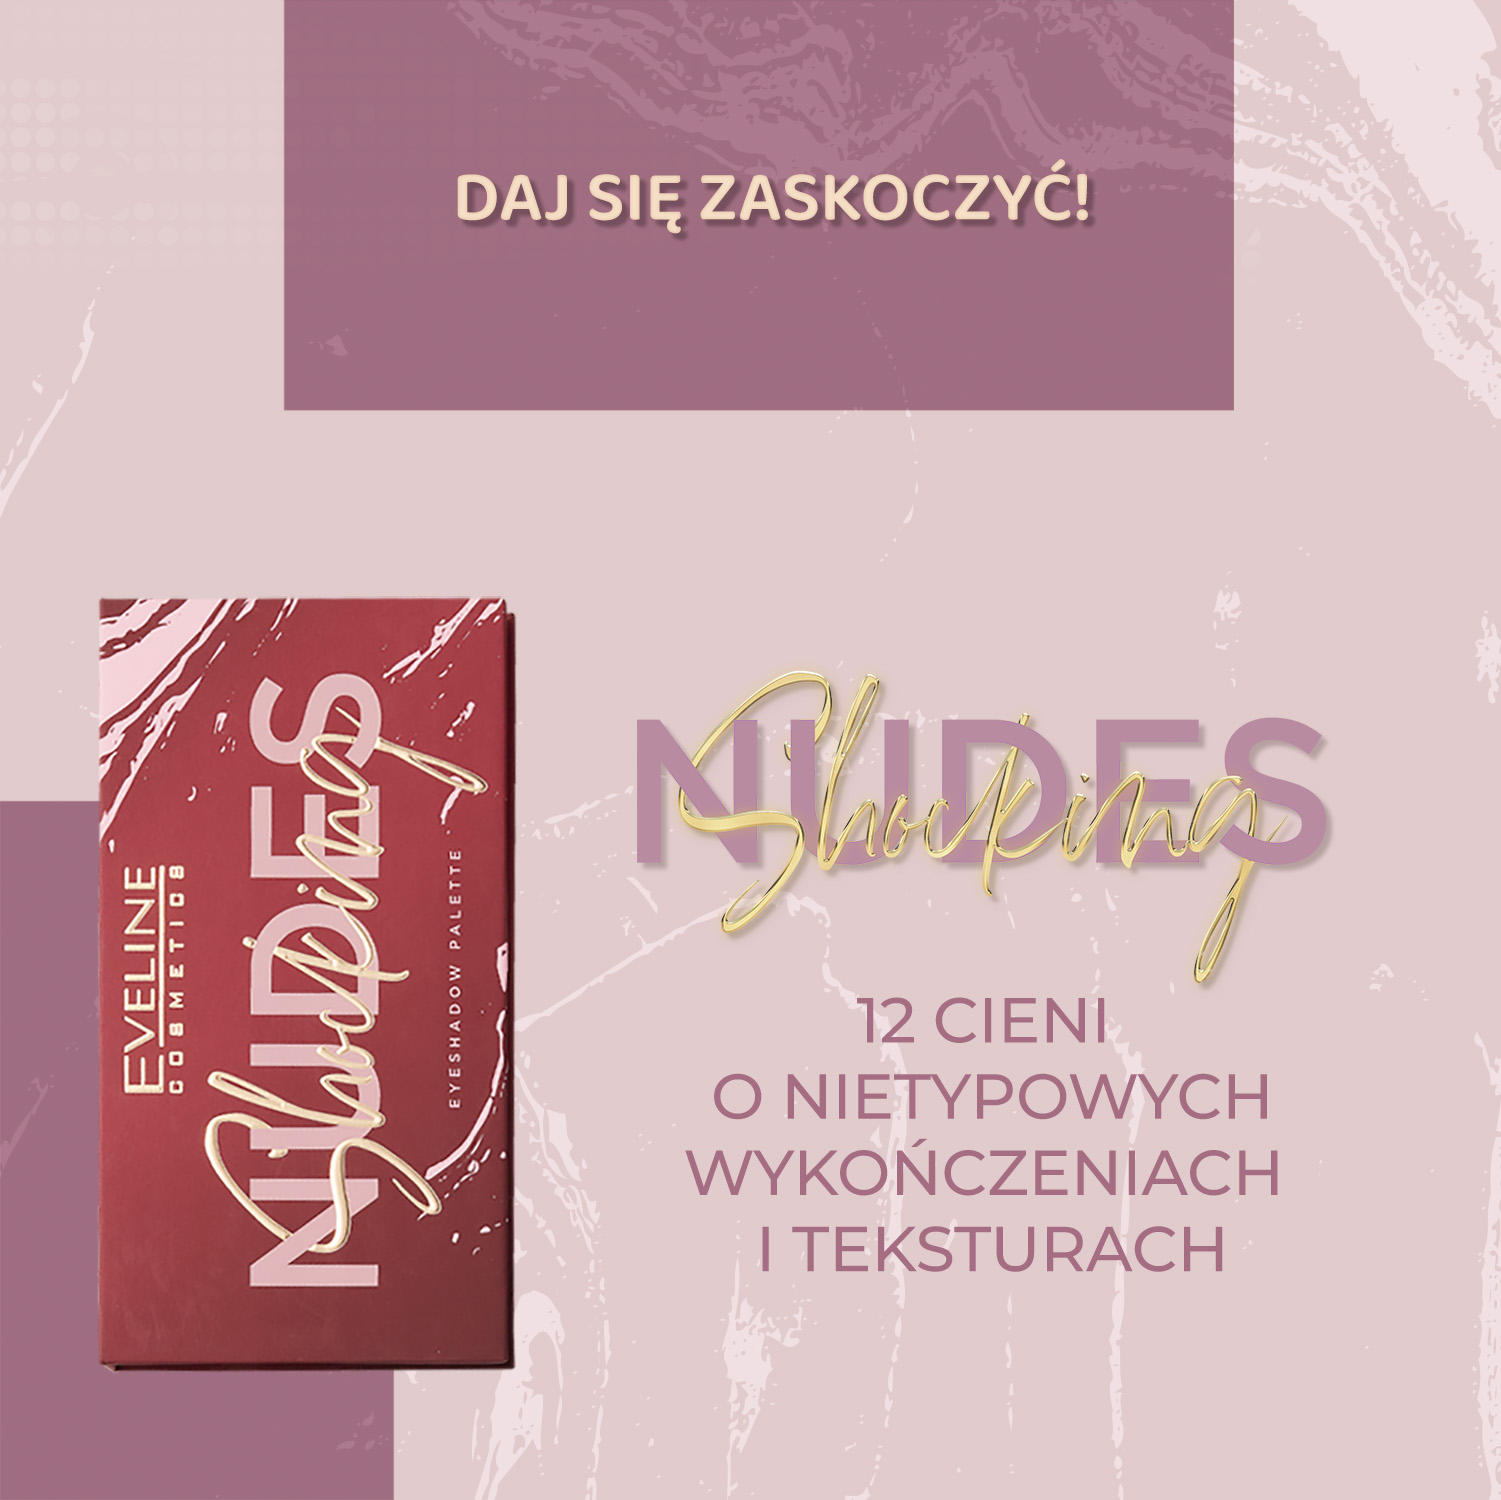 DAJ SIĘ ZASKOCZYĆ!
EVELINE
COSMETICS
NUDES
Shocking
EYESHADOW PALETTE
NUDES
Shocking
12 CIENI
O NIETYPOWYCH
WYKOŃCZENIACH
I TEKSTURACH